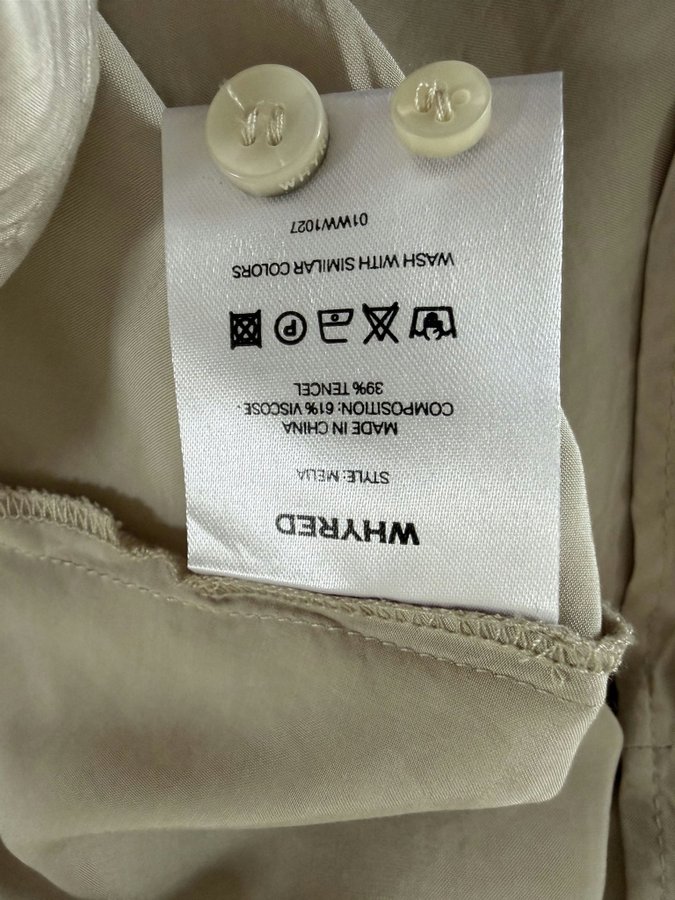 WHYRED
STYLE: MELIA
MADE IN CHINA
COMPOSITION: 61% VISCOSE
39% TENCEL
P
WASH WITH SIMILAR COLORS
01WW1027